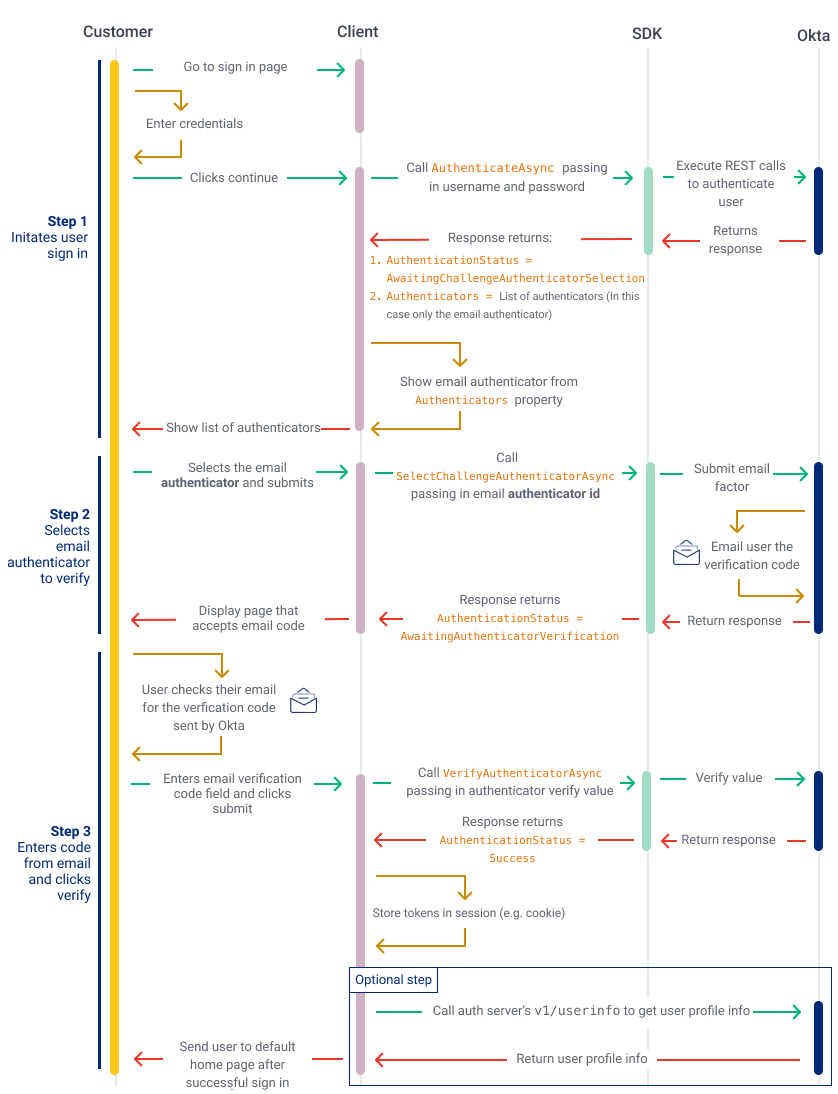 Customer
Client
SDK
Okta
Go to sign in page
Enter credentials
Clicks continue
Call AuthenticateAsync passing
in username and password
Execute REST calls
to authenticate
user
Step 1
Initates user
sign in
Response returns:
Returns
response
1. AuthenticationStatus =
AwaitingChallengeAuthenticatorSelection
2. Authenticators = List of authenticators (In this
case only the email authenticator)
Show email authenticator from
Authenticators property
Show list of authenticators
Step 2
Selects
email
authenticator
to verify
Selects the email
authenticator and submits
Call
SelectChallengeAuthenticatorAsync
passing in email authenticator id
Submit email
factor
Email user the
verification code
Display page that
accepts email code
Response returns
AuthenticationStatus =
AwaitingAuthenticatorVerification
Return response
User checks their email
for the verfication code
sent by Okta
Step 3
Enters code
from email
and clicks
verify
Enters email verification
code field and clicks
submit
Call VerifyAuthenticatorAsync
passing in authenticator verify value
Verify value
Response returns
AuthenticationStatus =
Success
Return response
Store tokens in session (e.g. cookie)
Optional step
Call auth server's v1/userinfo to get user profile info
Send user to default
home page after
successful sign in
Return user profile info